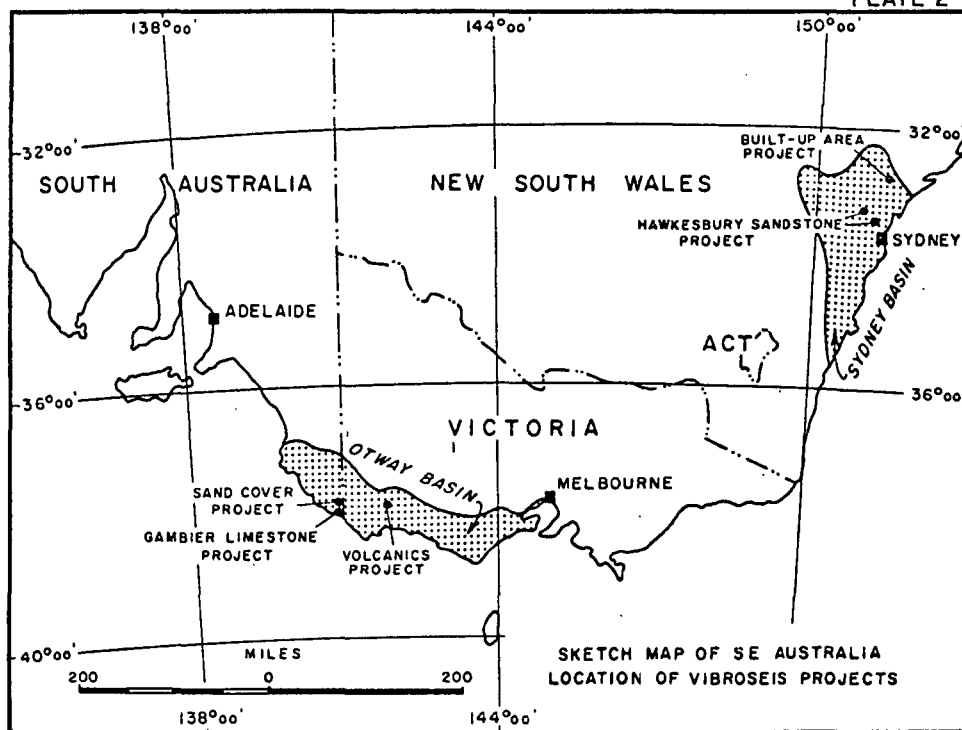 PLATE 2
138°00'
144°00'
150°00'
32°00'
32°00'
BUILT-UP AREA
PROJECT
SOUTH AUSTRALIA
NEW SOUTH WALES
HAWKESBURY SANDSTONE
PROJECT
SYDNEY
ADELAIDE
SYDNEY BASIN
ACT
36°00'
36°00'
VICTORIA
OTWAY BASIN
MELBOURNE
SAND COVER
PROJECT
GAMBIER LIMESTONE
PROJECT
VOLCANICS
PROJECT
40°00'
MILES
200 0 200
SKETCH MAP OF SE AUSTRALIA
LOCATION OF VIBROSEIS PROJECTS
138°00'
144°00'